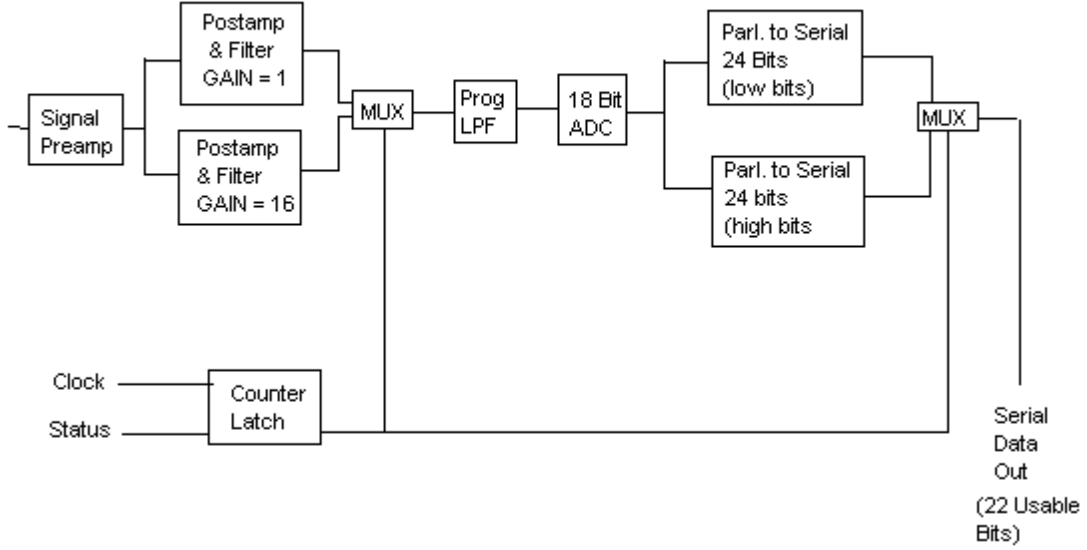 Postamp
& Filter
GAIN = 1
Parl. to Serial
24 Bits
(low bits)
Signal
Preamp
MUX
Prog
LPF
18 Bit
ADC
MUX
Postamp
& Filter
GAIN = 16
Parl. to Serial
24 bits
(high bits
Clock
Status
Counter
Latch
Serial
Data
Out
(22 Usable
Bits)